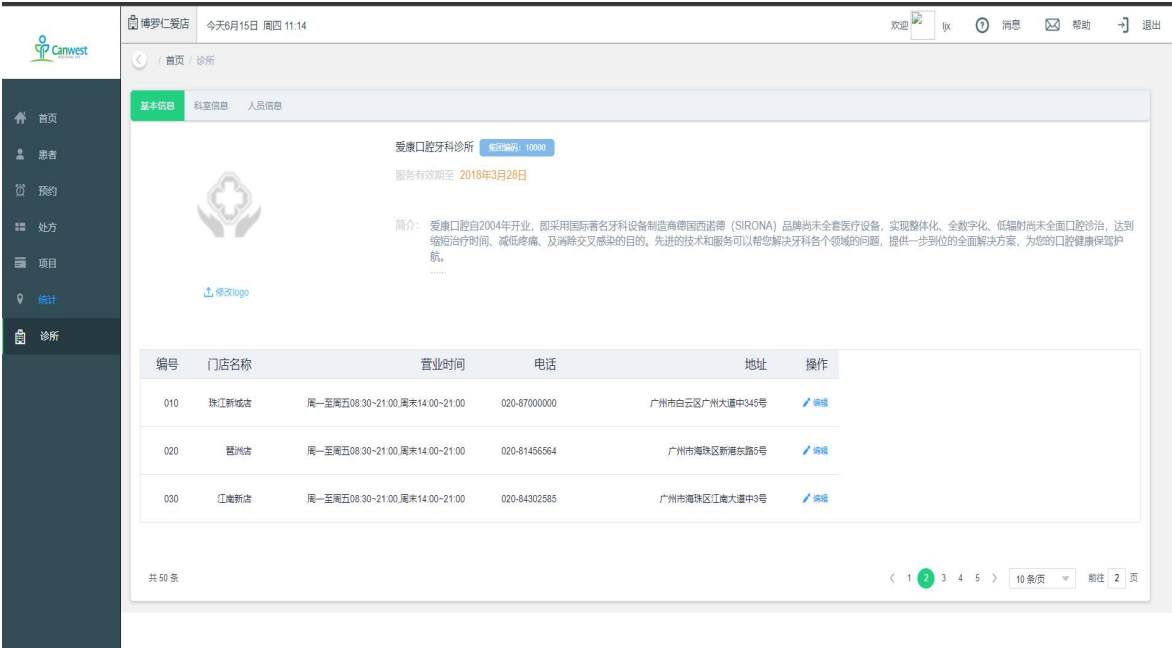 Canwest
博罗仁爱店 今天6月15日 周四 11:14 欢迎 ljx 消息 帮助 退出
/ 首页 / 诊所
首页
患者
预约
处方
项目
统计
诊所
基本信息 科室信息 人员信息
爱康口腔牙科诊所 集团编码：10000
服务有效期至 2018年3月28日
简介： 爱康口腔自2004年开业，即采用国际著名牙科设备制造商德国西诺德（SIRONA）品牌尚未全套医疗设备，实现整体化、全数字化、低辐射尚未全面口腔诊治，达到
缩短治疗时间、减低疼痛、及消除交叉感染的目的。先进的技术和服务可以帮您解决牙科各个领域的问题，提供一步到位的全面解决方案，为您的口腔健康保驾护
航。
……
修改logo
编号 门店名称 营业时间 电话 地址 操作
010 珠江新城店 周一至周五08:30~21:00,周末14:00~21:00 020-87000000 广州市白云区广州大道中345号 编辑
020 琶洲店 周一至周五08:30~21:00,周末14:00~21:00 020-81456564 广州市海珠区新港东路5号 编辑
030 江南新店 周一至周五08:30~21:00,周末14:00~21:00 020-84302585 广州市海珠区江南大道中3号 编辑
共 50 条 〈 1 2 3 4 5 〉 10 条/页 前往 2 页